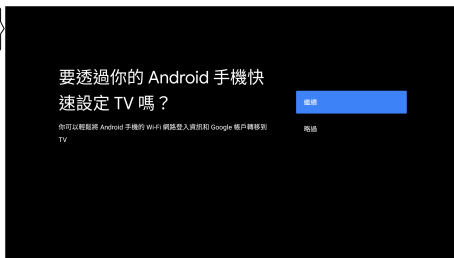 要透過你的 Android 手機快
速設定 TV 嗎？
你可以輕鬆將 Android 手機的 Wi-Fi 網路登入資訊和 Google 帳戶轉移到
TV
繼續
略過